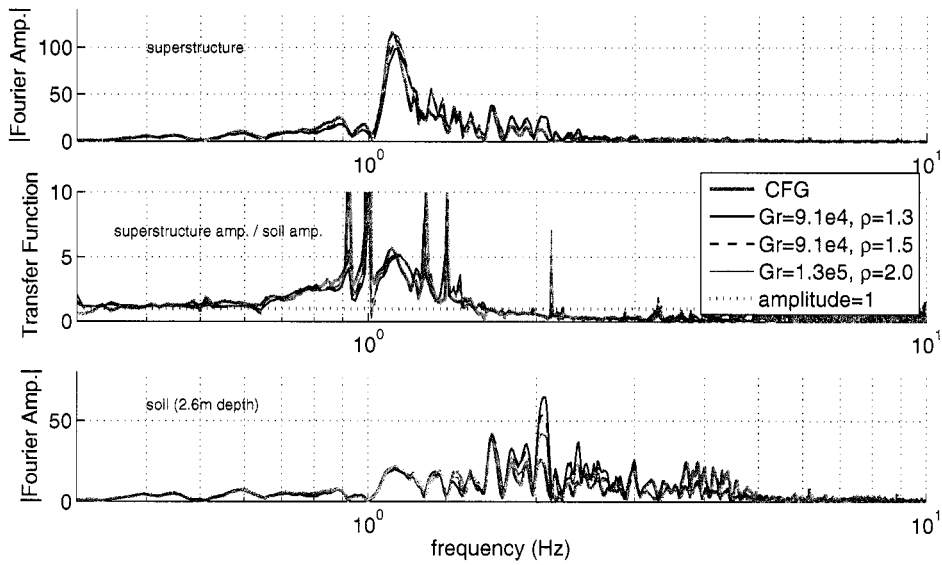 |Fourier Amp.|
100
50
0
superstructure
10^0
10^1
Transfer Function
10
5
0
superstructure amp. / soil amp.
10^0
10^1
CFG
Gr=9.1e4, ρ=1.3
Gr=9.1e4, ρ=1.5
Gr=1.3e5, ρ=2.0
amplitude=1
|Fourier Amp.|
50
0
soil (2.6m depth)
10^0
10^1
frequency (Hz)